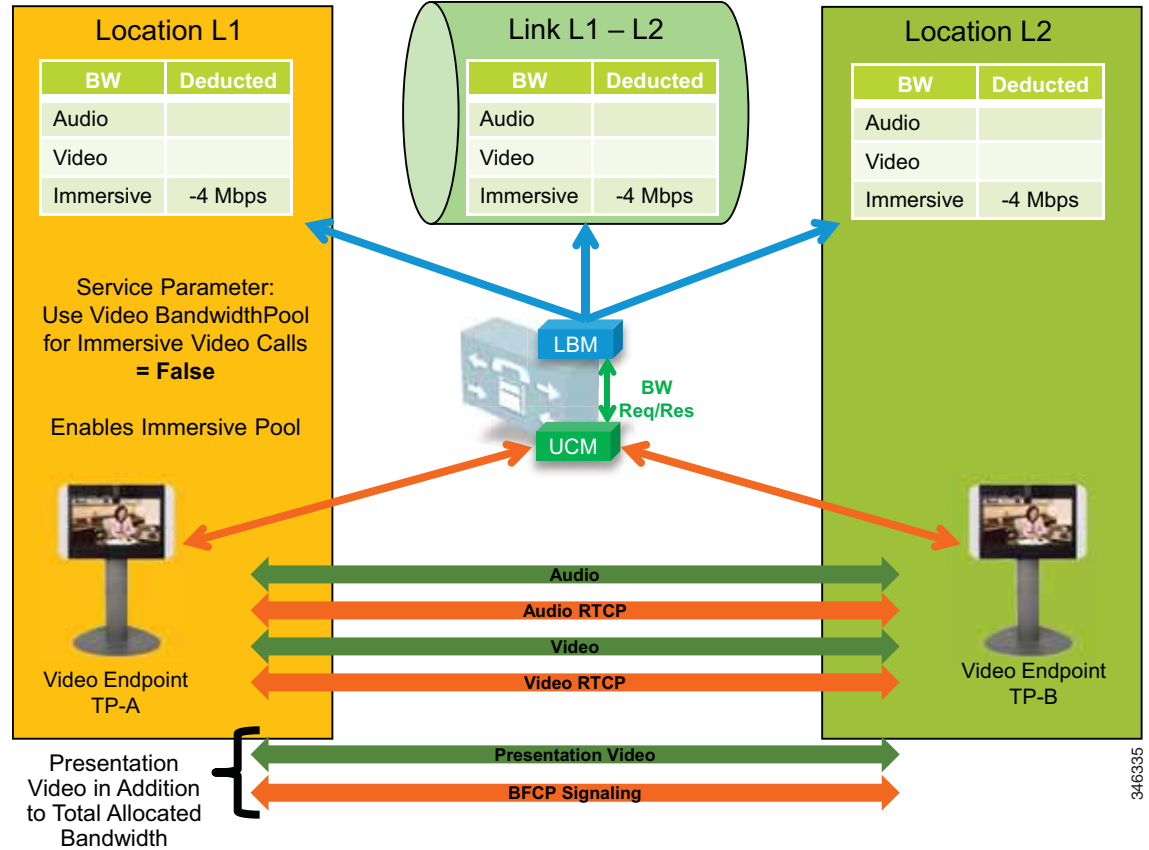 Location L1
BW Deducted
Audio
Video
Immersive -4 Mbps
Link L1 – L2
BW Deducted
Audio
Video
Immersive -4 Mbps
Location L2
BW Deducted
Audio
Video
Immersive -4 Mbps
Service Parameter:
Use Video BandwidthPool
for Immersive Video Calls
= False
Enables Immersive Pool
LBM
BW
Req/Res
UCM
Audio
Audio RTCP
Video
Video RTCP
Video Endpoint
TP-A
Video Endpoint
TP-B
Presentation Video
BFCP Signaling
Presentation
Video in Addition
to Total Allocated
Bandwidth
346335